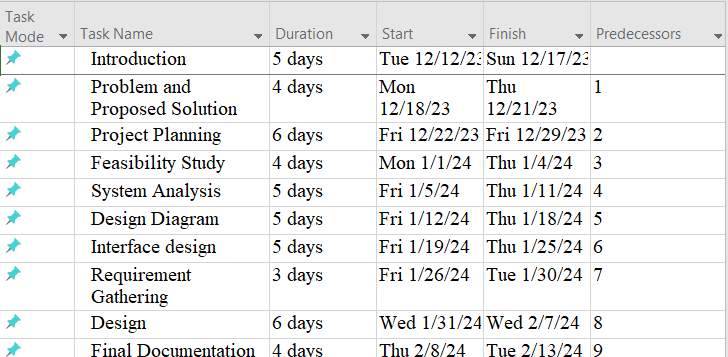 Task Mode Task Name Duration Start Finish Predecessors
Introduction 5 days Tue 12/12/23 Sun 12/17/23
Problem and Proposed Solution 4 days Mon 12/18/23 Thu 12/21/23 1
Project Planning 6 days Fri 12/22/23 Fri 12/29/23 2
Feasibility Study 4 days Mon 1/1/24 Thu 1/4/24 3
System Analysis 5 days Fri 1/5/24 Thu 1/11/24 4
Design Diagram 5 days Fri 1/12/24 Thu 1/18/24 5
Interface design 5 days Fri 1/19/24 Thu 1/25/24 6
Requirement Gathering 3 days Fri 1/26/24 Tue 1/30/24 7
Design 6 days Wed 1/31/24 Wed 2/7/24 8
Final Documentation 4 days Thu 2/8/24 Tue 2/13/24 9